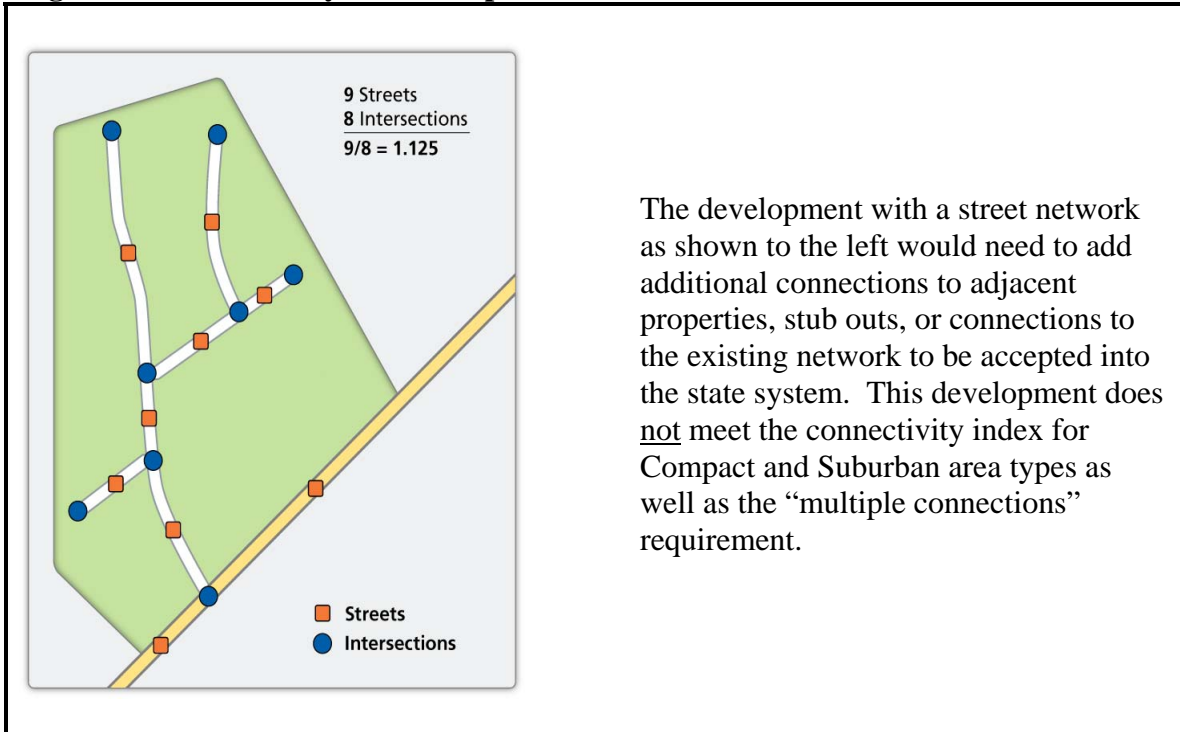 9 Streets
8 Intersections
9/8 = 1.125
Streets
Intersections
The development with a street network
as shown to the left would need to add
additional connections to adjacent
properties, stub outs, or connections to
the existing network to be accepted into
the state system.  This development does
not meet the connectivity index for
Compact and Suburban area types as
well as the “multiple connections”
requirement.